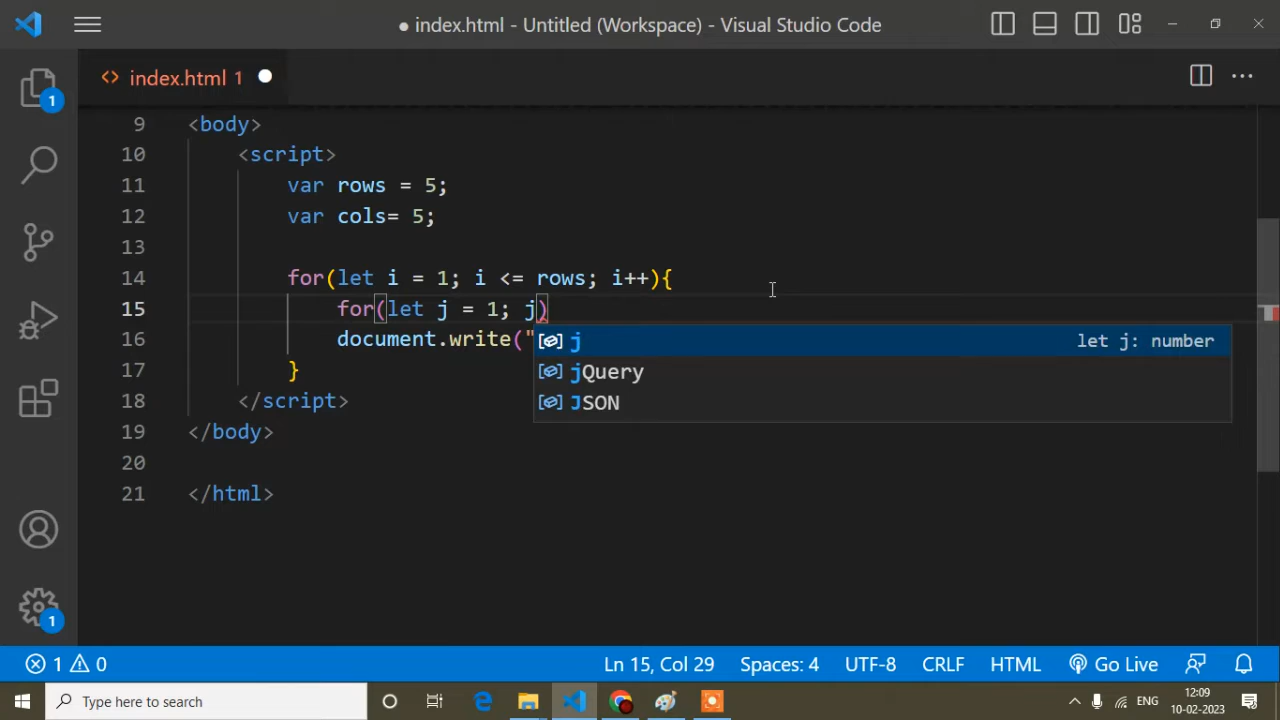 ● index.html - Untitled (Workspace) - Visual Studio Code
index.html 1
1
9 <body>
10 <script>
11 var rows = 5;
12 var cols= 5;
13
14 for(let i = 1; i <= rows; i++){
15 for(let j = 1; j)
16 document.write("
j let j: number
17 }
jQuery
18 </script>
JSON
19 </body>
20
21 </html>
1
1 0 Ln 15, Col 29 Spaces: 4 UTF-8 CRLF HTML Go Live
Type here to search ENG 12:09
10-02-2023